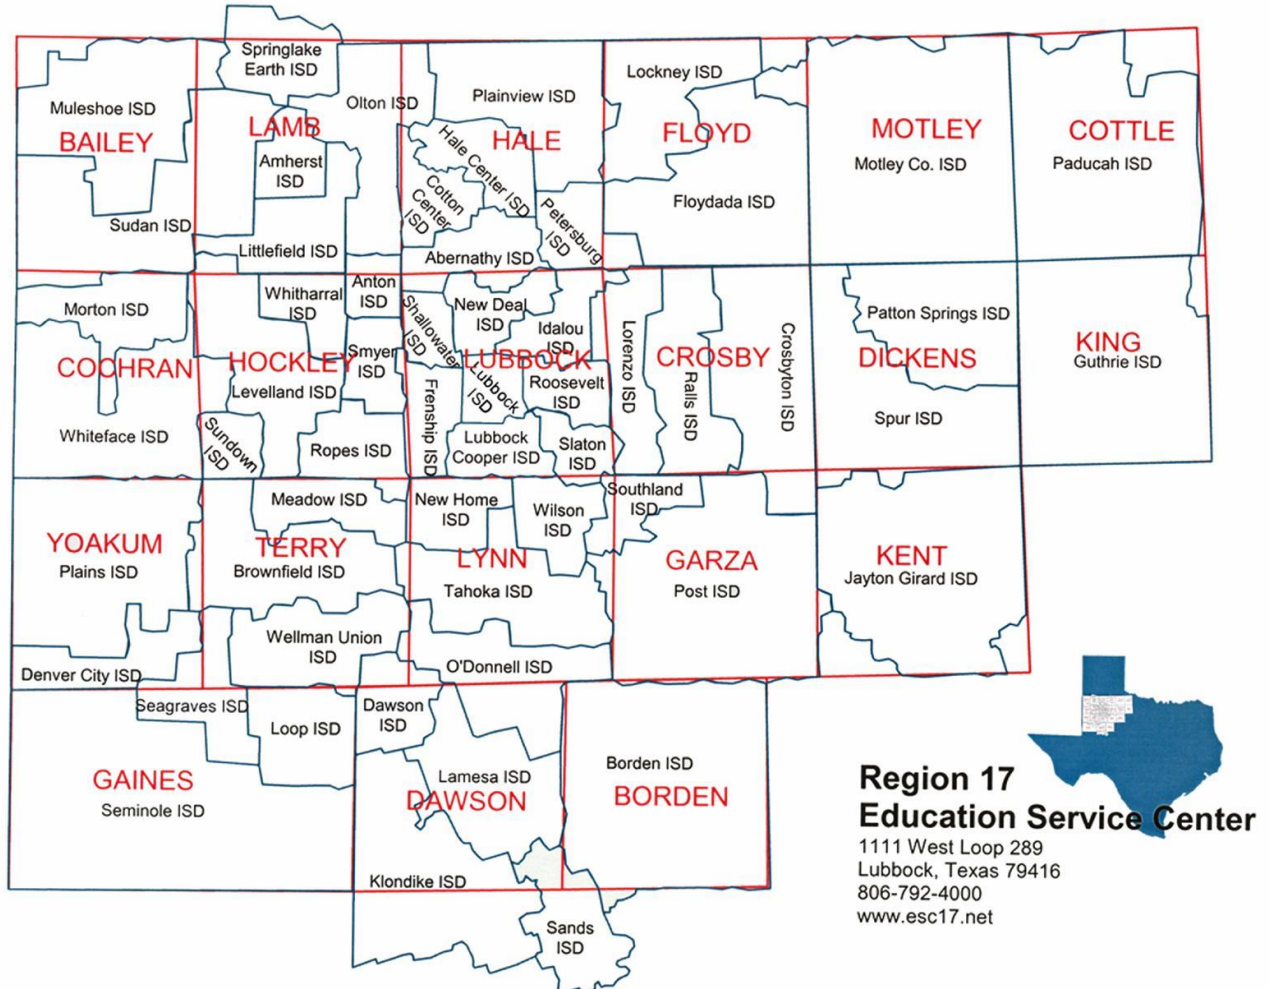 Springlake
Earth ISD
Muleshoe ISD
BAILEY
Sudan ISD
LAMB
Olton ISD
Amherst
ISD
Littlefield ISD
Plainview ISD
HALE
Hale Center ISD
Cotton
Center
ISD
Abernathy ISD
Petersburg
ISD
Lockney ISD
FLOYD
Floydada ISD
MOTLEY
Motley Co. ISD
COTTLE
Paducah ISD
Morton ISD
COCHRAN
Whiteface ISD
Whitharral
ISD
Anton
ISD
HOCKLEY
Smyer
ISD
Levelland ISD
Sundown
ISD
Ropes ISD
Shallowater
ISD
New Deal
ISD
Idalou
ISD
LUBBOCK
Lubbock
ISD
Roosevelt
ISD
Frenship ISD
Lubbock
Cooper ISD
Slaton
ISD
Lorenzo ISD
CROSBY
Ralls ISD
Crosbyton ISD
Patton Springs ISD
DICKENS
Spur ISD
KING
Guthrie ISD
YOAKUM
Plains ISD
Denver City ISD
Meadow ISD
TERRY
Brownfield ISD
Wellman Union
ISD
New Home
ISD
Wilson
ISD
LYNN
Tahoka ISD
O'Donnell ISD
Southland
ISD
GARZA
Post ISD
KENT
Jayton Girard ISD
Seagraves ISD
Loop ISD
GAINES
Seminole ISD
Dawson
ISD
Lamesa ISD
DAWSON
Klondike ISD
Sands
ISD
Borden ISD
BORDEN
Region 17
Education Service Center
1111 West Loop 289
Lubbock, Texas 79416
806-792-4000
www.esc17.net